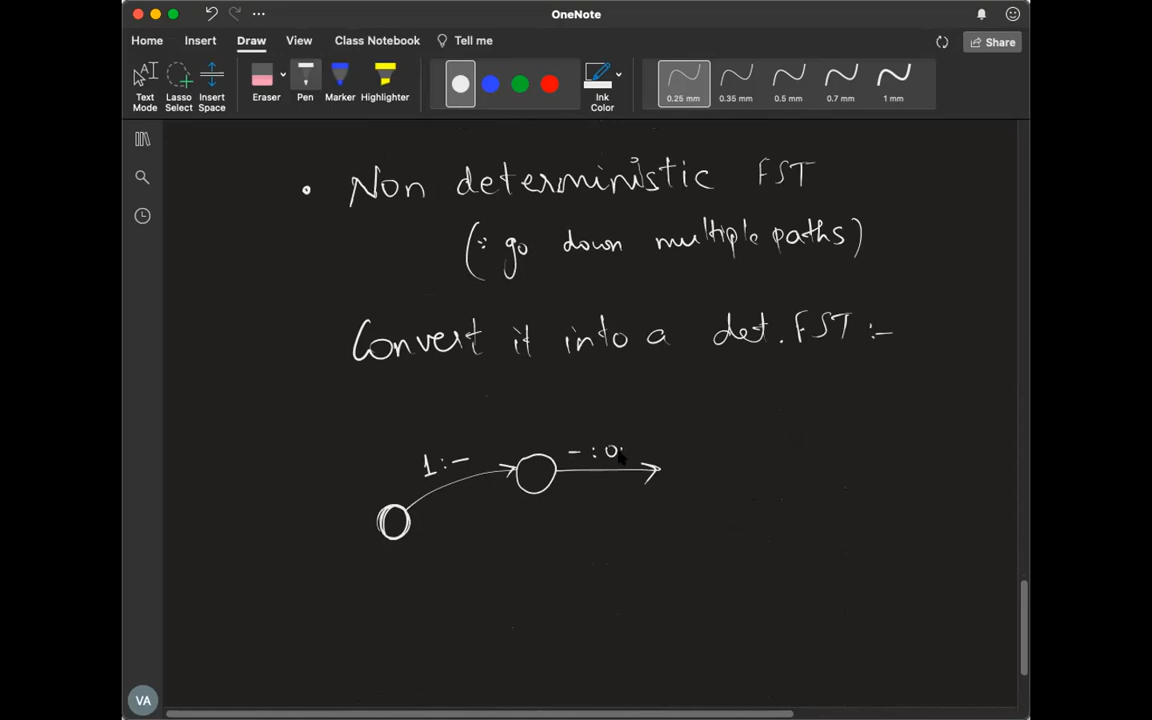 OneNote
Home Insert Draw View Class Notebook Tell me Share
Text Mode Lasso Select Insert Space Eraser Pen Marker Highlighter Ink Color 0.25 mm 0.35 mm 0.5 mm 0.7 mm 1 mm
• Non deterministic FST
(∵ go down multiple paths)
Convert it into a det. FST :-
1:- - : 0
VA